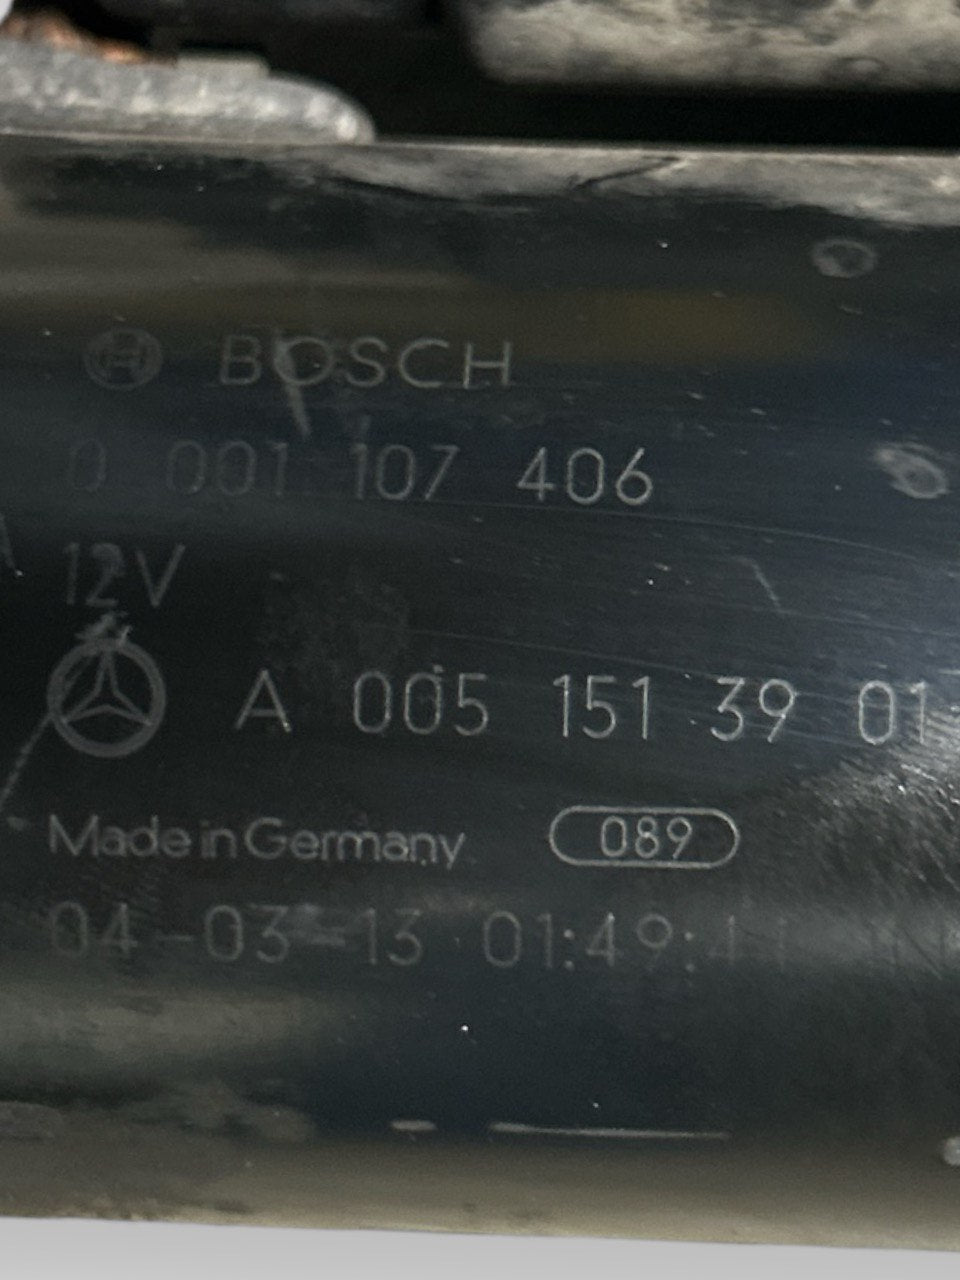 BOSCH
0 001 107 406
12V
A 005 151 39 01
Made in Germany 089
04-03-13 01:49:41